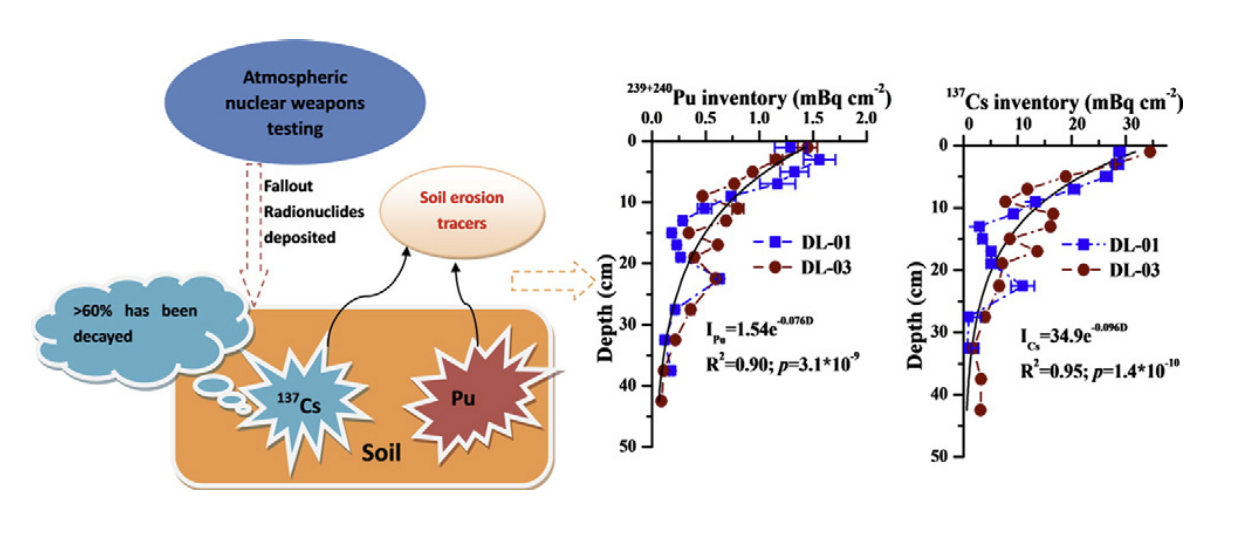 Atmospheric
nuclear weapons
testing
Fallout
Radionuclides
deposited
Soil erosion
tracers
>60% has been
decayed
137Cs
Pu
Soil
239+240Pu inventory (mBq cm-2)
0.0 0.5 1.0 1.5 2.0
0
10
20
30
40
50
Depth (cm)
DL-01
DL-03
IPu=1.54e-0.076D
R2=0.90; p=3.1*10-9
137Cs inventory (mBq cm-2)
0 10 20 30
0
10
20
30
40
50
Depth (cm)
DL-01
DL-03
ICs=34.9e-0.096D
R2=0.95; p=1.4*10-10